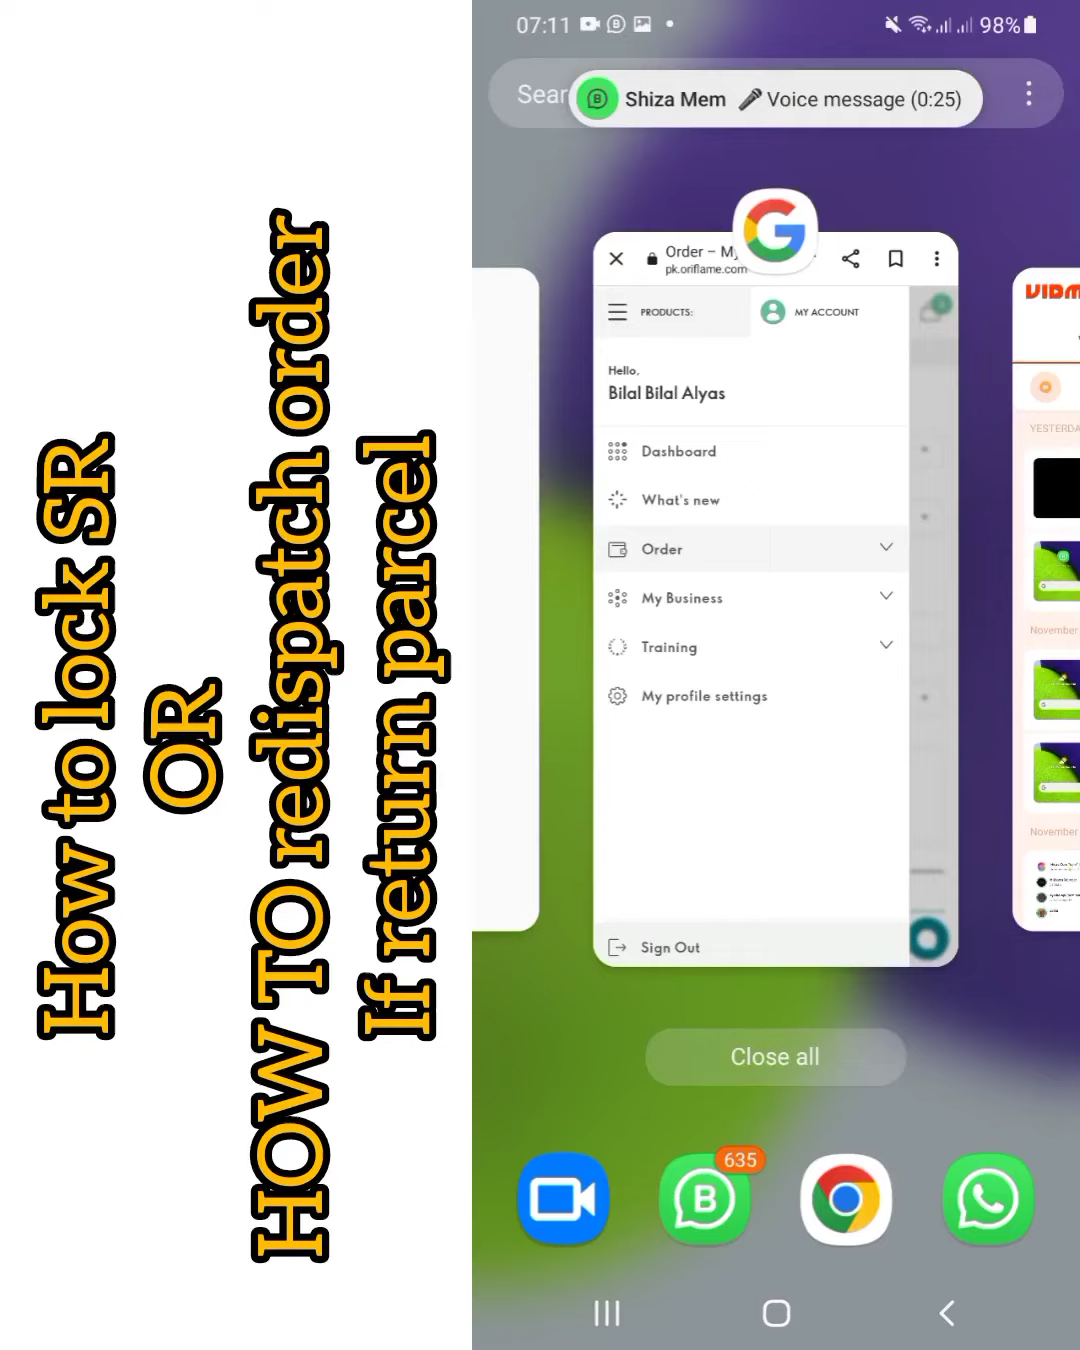 How to lock SR
OR
HOW TO redispatch order
If return parcel
07:11
98%
Sear
Shiza Mem 🎤 Voice message (0:25)
Order – M
pk.oriflame.com
PRODUCTS:
MY ACCOUNT
Hello,
Bilal Bilal Alyas
Dashboard
What's new
Order
My Business
Training
My profile settings
Sign Out
VIDM
YESTERDA
November
November
Close all
635